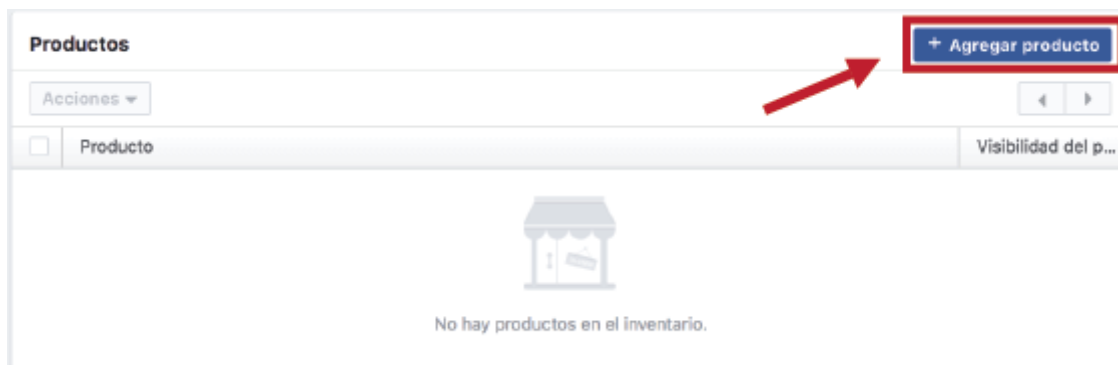 Productos
+ Agregar producto
Acciones
Producto
Visibilidad del p...
No hay productos en el inventario.